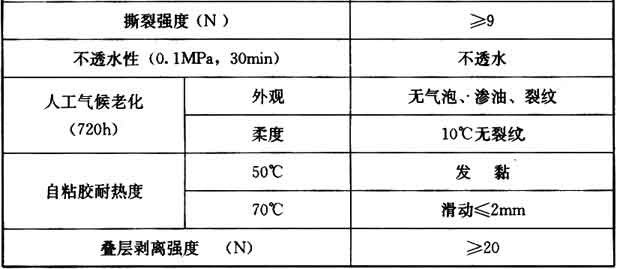 撕裂强度(N) ≥9
不透水性(0.1MPa,30min) 不透水
人工气候老化(720h) 外观 无气泡、渗油、裂纹
柔度 10℃无裂纹
自粘胶耐热度 50℃ 发黏
70℃ 滑动≤2mm
叠层剥离强度 (N) ≥20